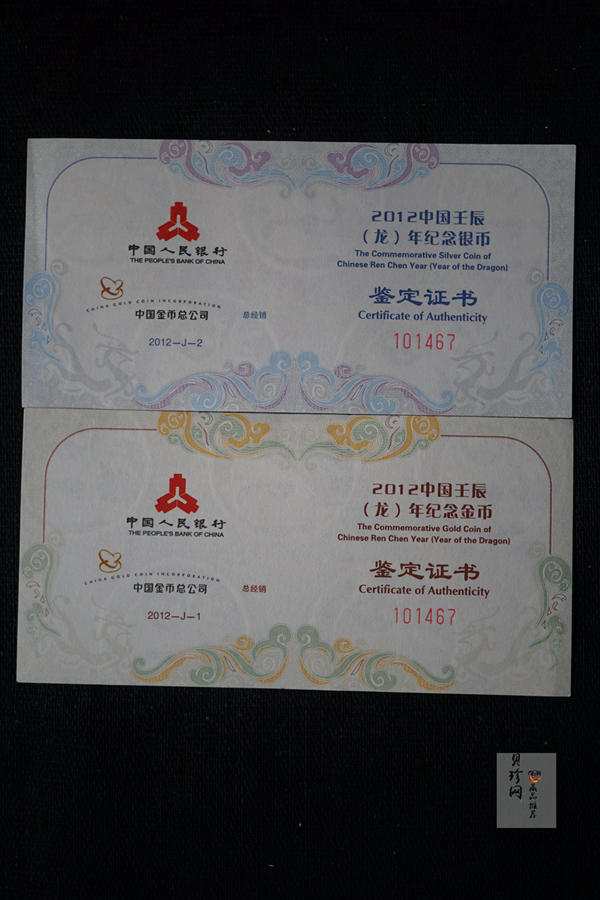 中国人民银行
THE PEOPLE'S BANK OF CHINA
CHINA GOLD COIN INCORPORATION
中国金币总公司
总经销
2012-J-2
2012中国壬辰
(龙)年纪念银币
The Commemorative Silver Coin of
Chinese Ren Chen Year (Year of the Dragon)
鉴定证书
Certificate of Authenticity
101467
中国人民银行
THE PEOPLE'S BANK OF CHINA
CHINA GOLD COIN INCORPORATION
中国金币总公司
总经销
2012-J-1
2012中国壬辰
(龙)年纪念金币
The Commemorative Gold Coin of
Chinese Ren Chen Year (Year of the Dragon)
鉴定证书
Certificate of Authenticity
101467
贝珍网